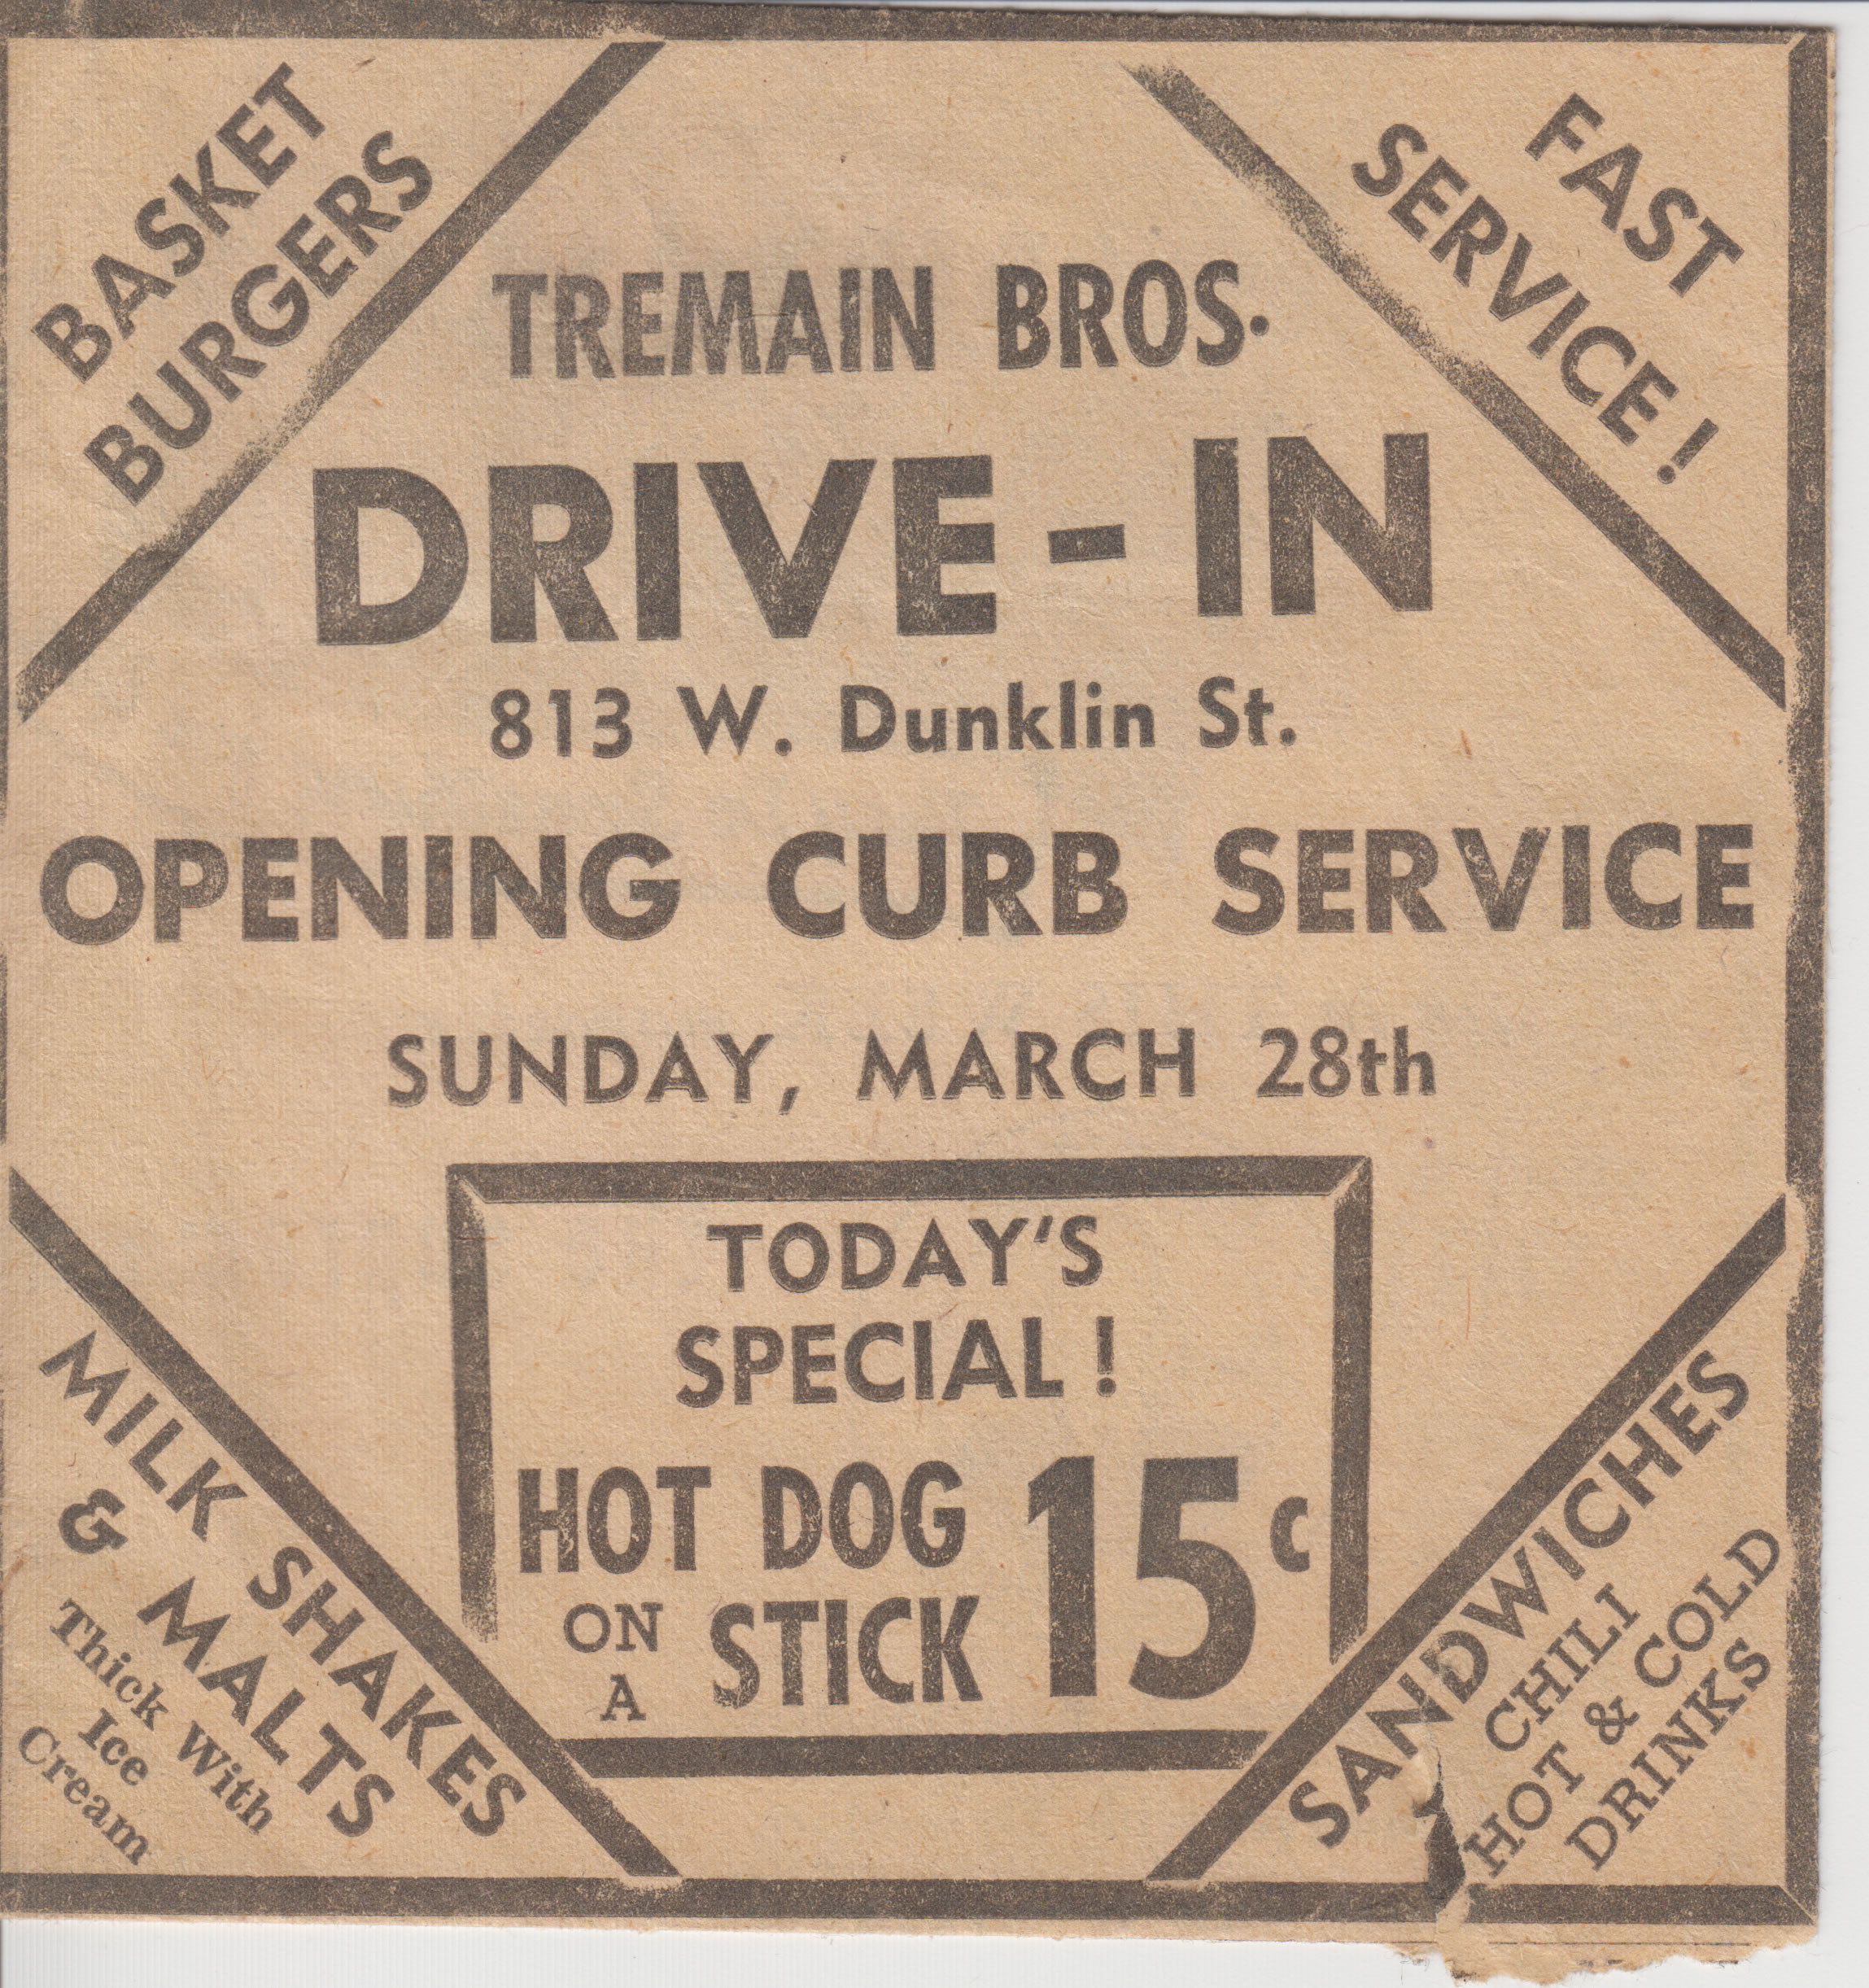 BASKET
BURGERS
FAST
SERVICE!
TREMAIN BROS.
DRIVE-IN
813 W. Dunklin St.
OPENING CURB SERVICE
SUNDAY, MARCH 28th
TODAY'S
SPECIAL!
HOT DOG
ON A STICK
15c
MILK SHAKES
& MALTS
Thick With
Ice
Cream
SANDWICHES
CHILI
HOT & COLD
DRINKS